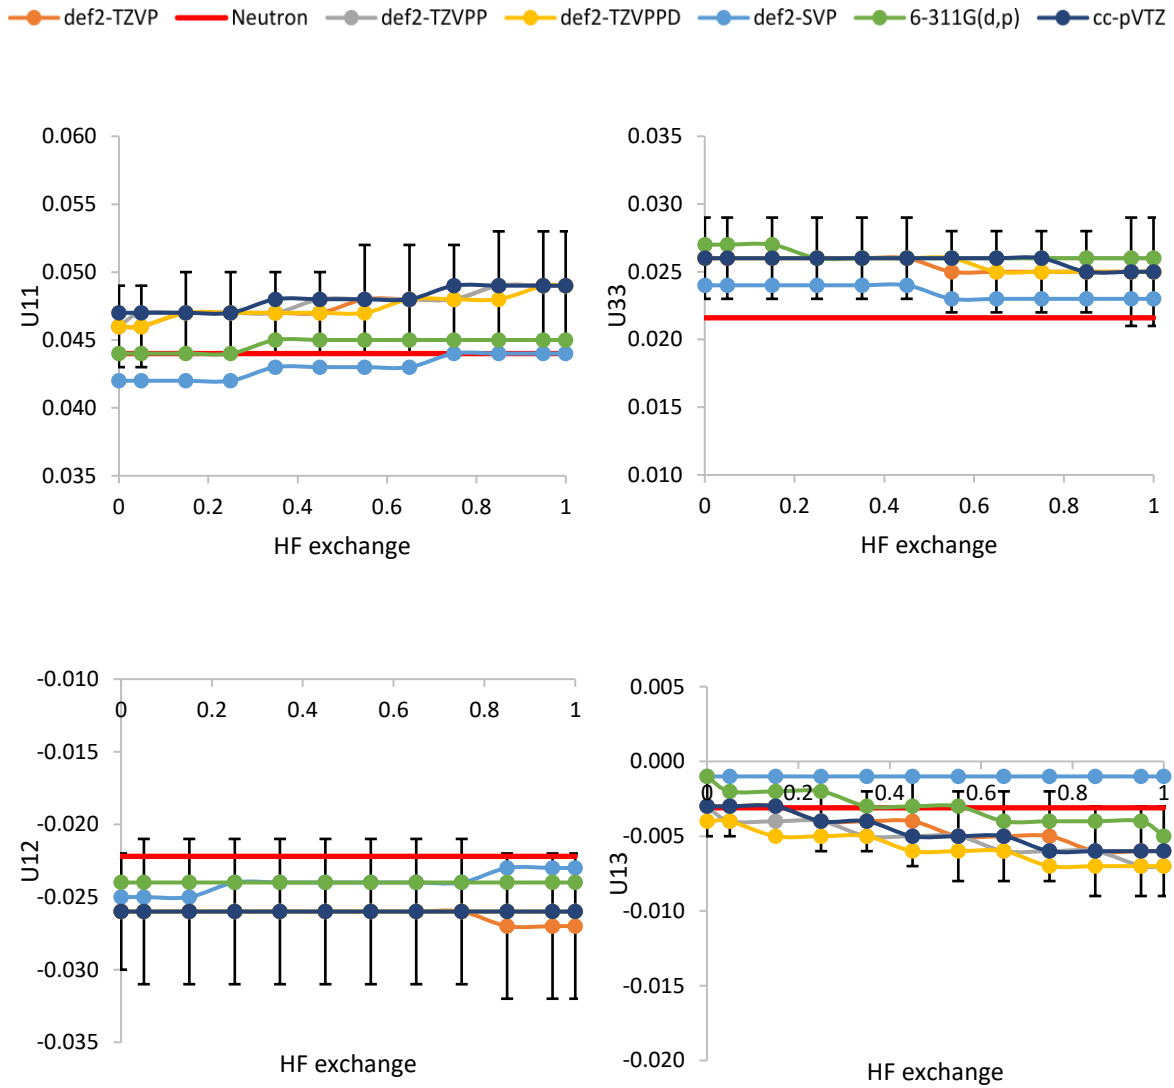 def2-TZVP Neutron def2-TZVPP def2-TZVPPD def2-SVP 6-311G(d,p) cc-pVTZ
0.060
0.055
0.050
0.045
0.040
0.035
U11
0 0.2 0.4 0.6 0.8 1
HF exchange
0.035
0.030
0.025
0.020
0.015
0.010
U33
0 0.2 0.4 0.6 0.8 1
HF exchange
-0.010
-0.015
-0.020
-0.025
-0.030
-0.035
U12
0 0.2 0.4 0.6 0.8 1
HF exchange
0.005
0.000
-0.005
-0.010
-0.015
-0.020
U13
0 0.2 0.4 0.6 0.8 1
HF exchange